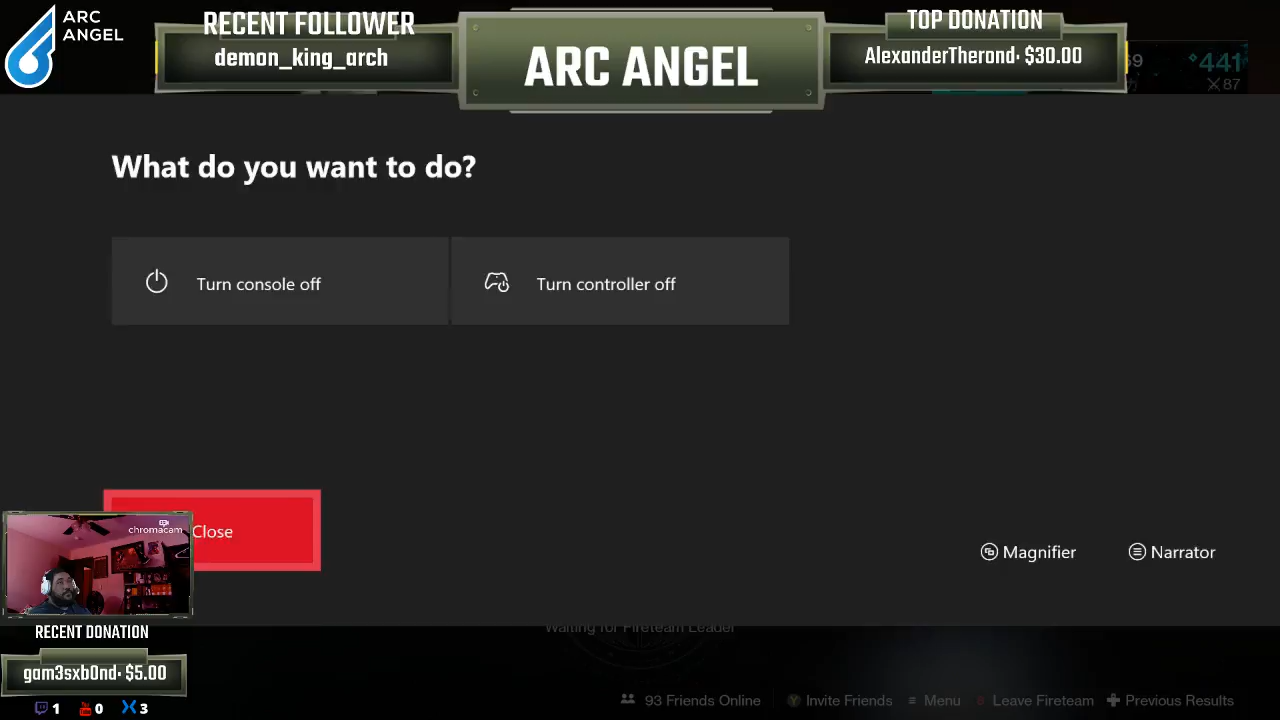 ARC
ANGEL
RECENT FOLLOWER
demon_king_arch
ARC ANGEL
TOP DONATION
AlexanderTherond: $30.00
441
87
What do you want to do?
Turn console off
Turn controller off
Close
chromacam
Magnifier
Narrator
RECENT DONATION
gam3sxb0nd: $5.00
Waiting for Fireteam Leader
1 0 3
93 Friends Online
Y Invite Friends
Menu
Leave Fireteam
Previous Results